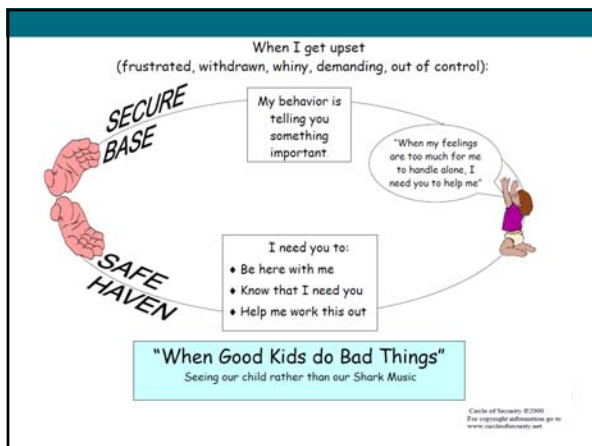 When I get upset
(frustrated, withdrawn, whiny, demanding, out of control):
SECURE
BASE
My behavior is
telling you
something
important.
"When my feelings
are too much for me
to handle alone, I
need you to help me"
SAFE
HAVEN
I need you to:
♦ Be here with me
♦ Know that I need you
♦ Help me work this out
"When Good Kids do Bad Things"
Seeing our child rather than our Shark Music
Circle of Security ©2000
For copyright information go to
www.circleofsecurity.net